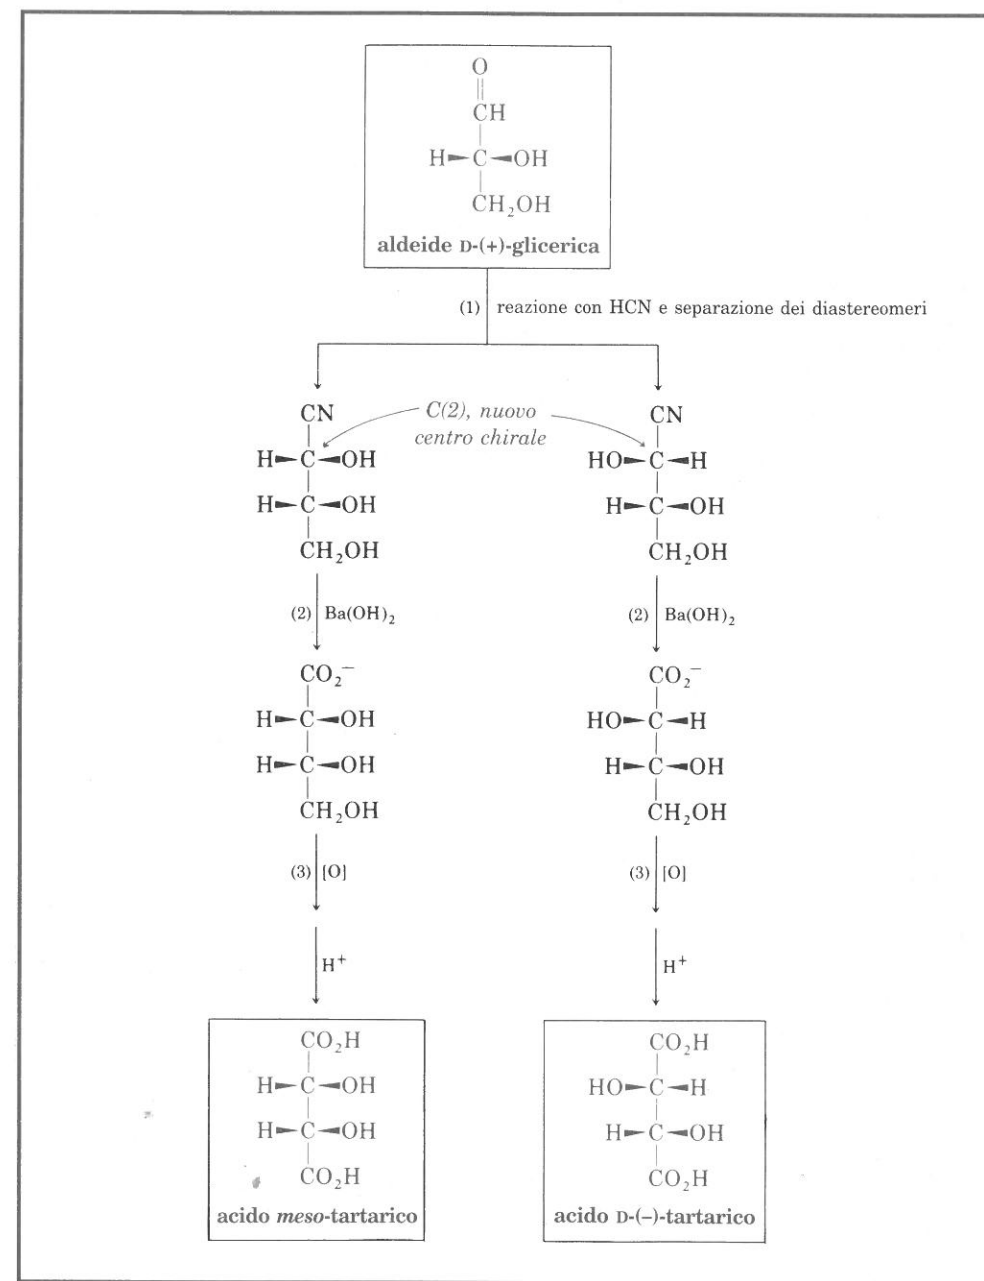 O
CH
H C OH
CH₂OH
aldeide D-(+)-glicerica
(1) reazione con HCN e separazione dei diastereomeri
CN C(2), nuovo CN
centro chirale
H C OH HO C H
H C OH H C OH
CH₂OH CH₂OH
(2) Ba(OH)₂ (2) Ba(OH)₂
CO₂⁻ CO₂⁻
H C OH HO C H
H C OH H C OH
CH₂OH CH₂OH
(3) [O] (3) [O]
H⁺ H⁺
CO₂H CO₂H
H C OH HO C H
H C OH H C OH
CO₂H CO₂H
acido meso-tartarico acido D-(–)-tartarico